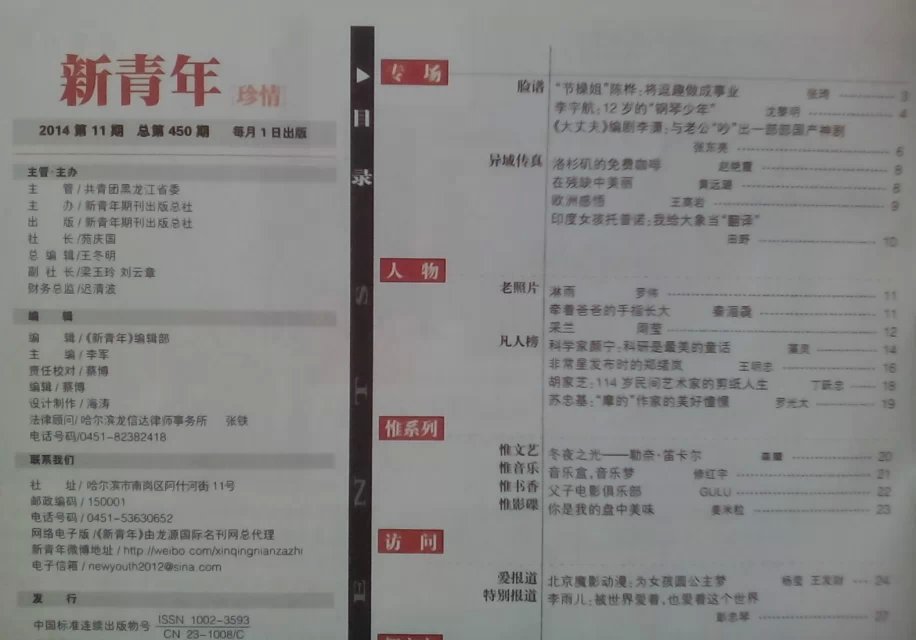 新青年 珍情
2014 第 11 期 总第 450 期 每月 1 日出版
主管·主办
主 管/共青团黑龙江省委
主 办/新青年期刊出版总社
出 版/新青年期刊出版总社
社 长/苑庆国
总 编 辑/王冬明
副 社 长/梁玉玲 刘云章
财务总监/迟清波
编 辑
编 辑/《新青年》编辑部
主 编/李军
责任校对/蔡博
编辑/蔡博
设计制作/海涛
法律顾问/哈尔滨龙信达律师事务所 张铁
电话号码/0451-82382418
联系我们
社 址/哈尔滨市南岗区阿什河街 11号
邮政编码/150001
电话号码/0451-53630652
网络电子版/《新青年》由龙源国际名刊网总代理
新青年微博地址/http://weibo com/xinqingnianzazhi
电子信箱/newyouth2012@sina.com
发 行
中国标准连续出版物号 ISSN 1002-3593
CN 23-1008/C
目 录
S T Z E
专 场
脸谱 “节操姐”陈桦:将逗趣做成事业 张琦 3
李宇航:12 岁的“钢琴少年” 沈黎明 4
《大丈夫》编剧李潇:与老公“吵”出一部部国产神剧
张东亮 6
异域传真 洛杉矶的免费咖啡 赵艳霞 8
在残缺中美丽 黄远珊 8
欧洲感悟 王高岩 9
印度女孩托普诺:我给大象当“翻译”
田野 10
人 物
老照片 淋雨 罗伟 11
牵着爸爸的手指长大 11
采兰 周莹 12
凡人榜 科学家颜宁:科研是最美的童话 14
非常星发布时的郑绪岚 王明忠 16
胡家芝:114 岁民间艺术家的剪纸人生 丁跃忠 18
苏忠基:“摩的”作家的美好憧憬 罗光太 19
惟系列
惟文艺 冬夜之光——勒奈·笛卡尔 20
惟音乐 音乐盒,音乐梦 修红宇 21
惟书香 父子电影俱乐部 GULU 22
惟影碟 你是我的盘中美味 姜米粒 23
访 问
爱报道 北京魔影动漫:为女孩圆公主梦 杨莹 王发财 24
特别报道 李雨儿:被世界爱着,也爱着这个世界
彭忠琴 27